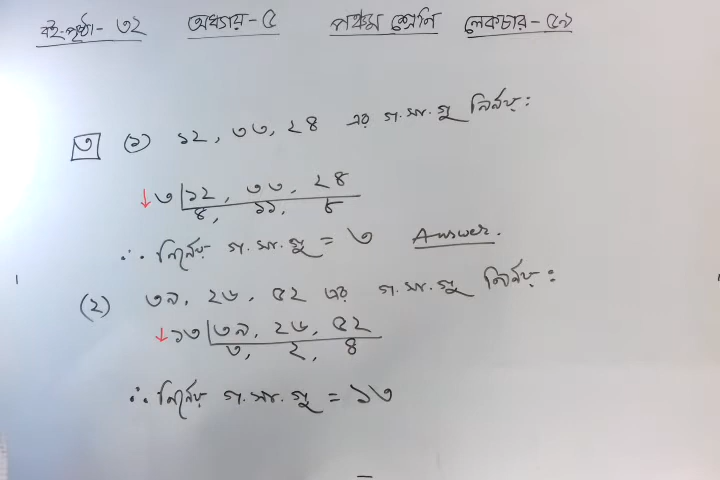 বই-পৃষ্ঠা- ৩২ অধ্যায়-৫ পঞ্চম শ্রেণি লেকচার-৫৯
৩ (১) ১২, ৩৩, ২৪ এর গ.সা.গু নির্ণয়:
৩ ১২, ৩৩, ২৪
৪, ১১, ৮
∴ নির্ণেয় গ.সা.গু = ৩ Answer.
(২) ৩৯, ২৬, ৫২ এর গ.সা.গু নির্ণয়:
১৩ ৩৯, ২৬, ৫২
৩, ২, ৪
∴ নির্ণেয় গ.সা.গু = ১৩